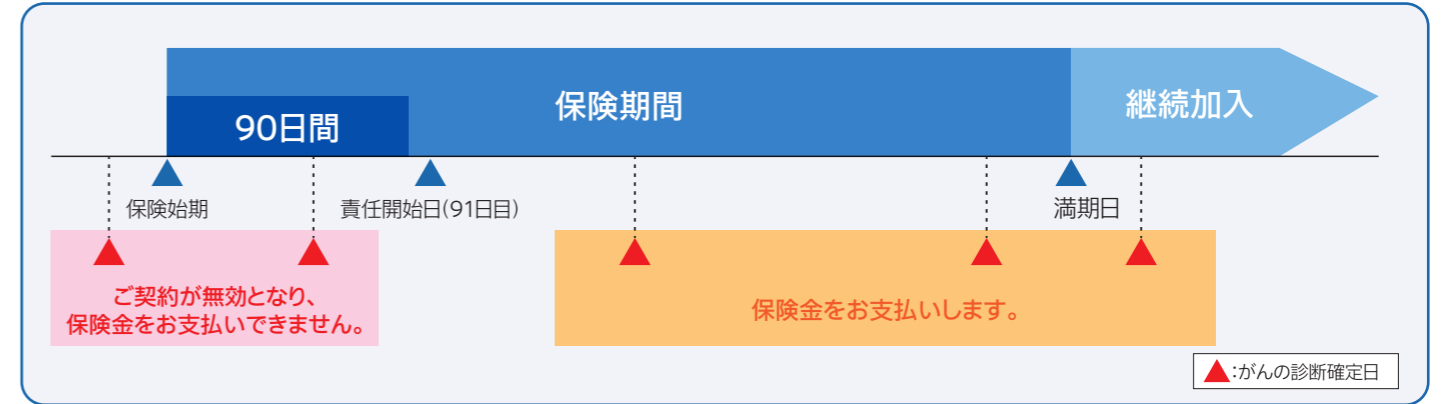 保険期間
継続加入
90日間
保険始期
責任開始日(91日目)
満期日
ご契約が無効となり、
保険金をお支払いできません。
保険金をお支払いします。
▲:がんの診断確定日